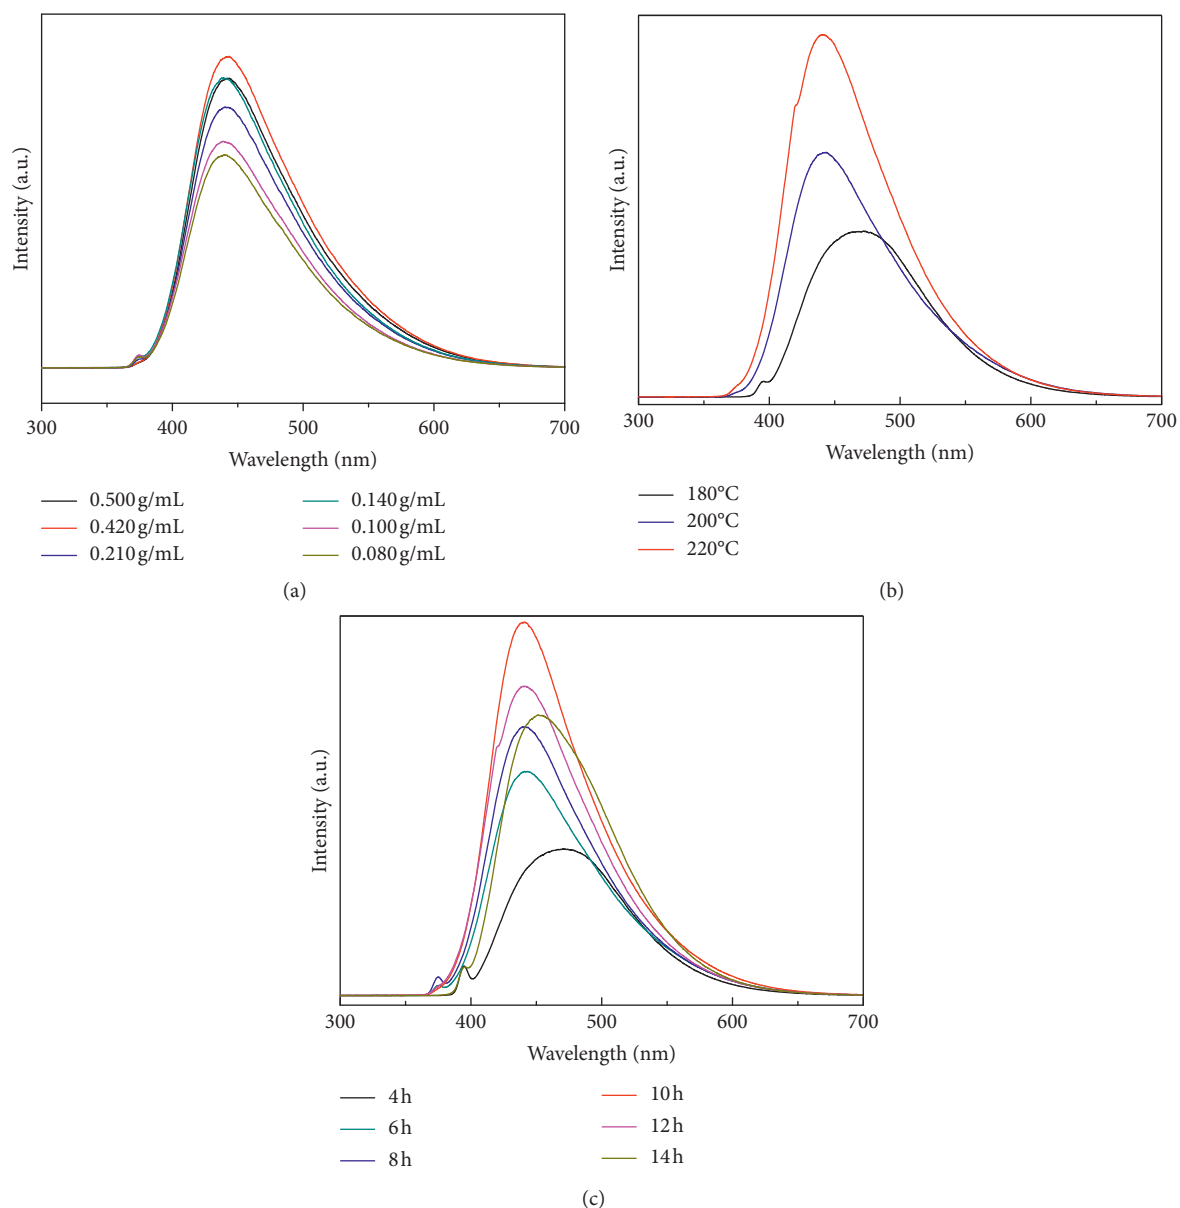 Intensity (a.u.)
300 400 500 600 700
Wavelength (nm)
0.500 g/mL 0.140 g/mL
0.420 g/mL 0.100 g/mL
0.210 g/mL 0.080 g/mL
(a)
Intensity (a.u.)
300 400 500 600 700
Wavelength (nm)
180°C
200°C
220°C
(b)
Intensity (a.u.)
300 400 500 600 700
Wavelength (nm)
4 h 10 h
6 h 12 h
8 h 14 h
(c)